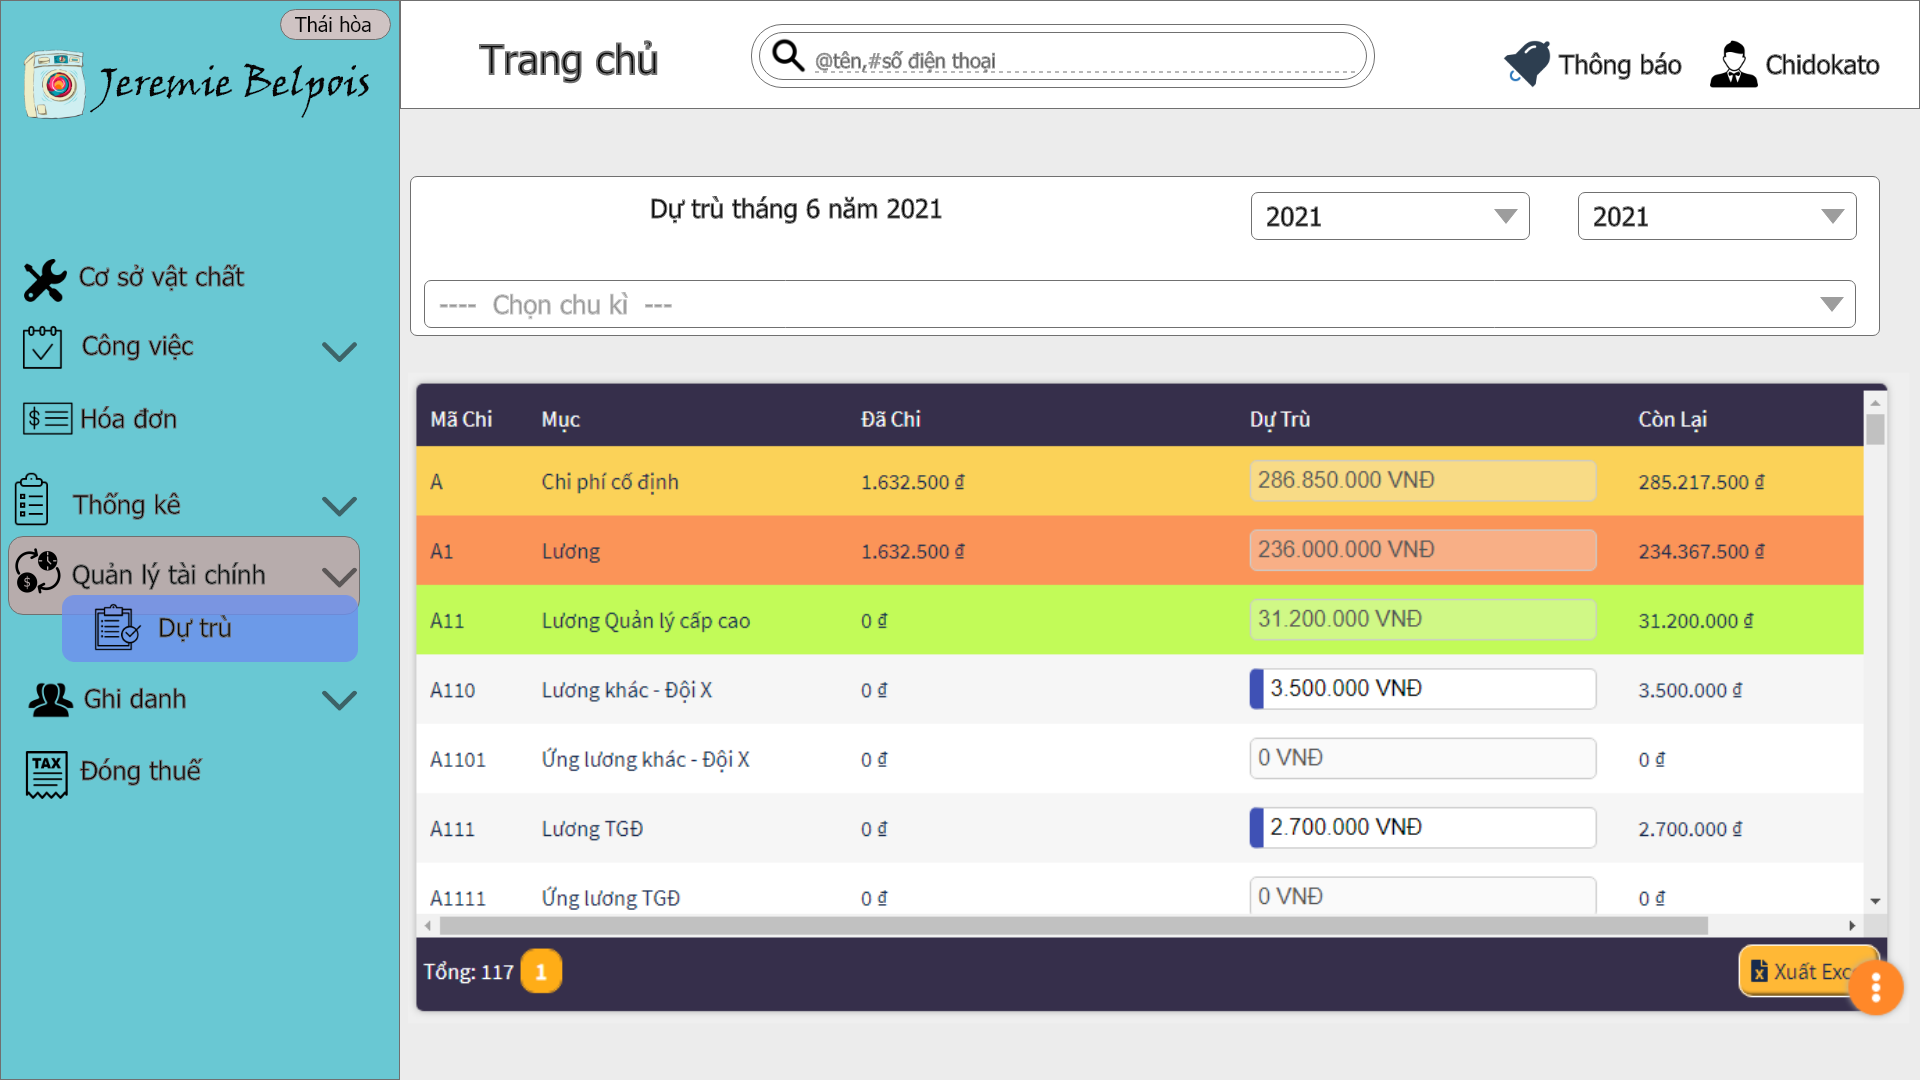 Thái hòa
Jeremie Belpois
Trang chủ
@tên,#số điện thoại
Thông báo
Chidokato
Cơ sở vật chất
Công việc
$ Hóa đơn
Thống kê
$ Quản lý tài chính
Dự trù
Ghi danh
TAX Đóng thuế
Dự trù tháng 6 năm 2021
2021
2021
---- Chọn chu kì ---
Mã Chi Mục Đã Chi Dự Trù Còn Lại
A Chi phí cố định 1.632.500 ₫ 286.850.000 VNĐ 285.217.500 ₫
A1 Lương 1.632.500 ₫ 236.000.000 VNĐ 234.367.500 ₫
A11 Lương Quản lý cấp cao 0 ₫ 31.200.000 VNĐ 31.200.000 ₫
A110 Lương khác - Đội X 0 ₫ 3.500.000 VNĐ 3.500.000 ₫
A1101 Ứng lương khác - Đội X 0 ₫ 0 VNĐ 0 ₫
A111 Lương TGĐ 0 ₫ 2.700.000 VNĐ 2.700.000 ₫
A1111 Ứng lương TGĐ 0 ₫ 0 VNĐ 0 ₫
Tổng: 117 1
Xuất